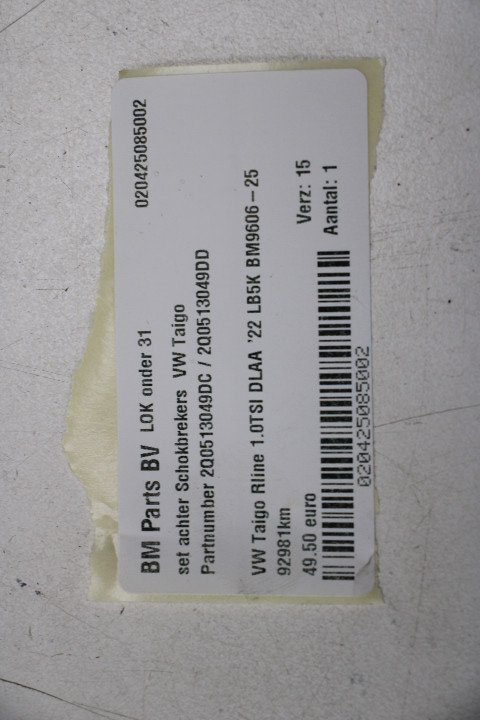 BM Parts BV LOK onder 31 020425085002
set achter Schokbrekers VW Taigo
Partnumber 2Q0513049DC / 2Q0513049DD
VW Taigo Rline 1.0TSI DLAA '22 LB5K BM9606-25
92981km Verz: 15
49.50 euro Aantal: 1
020425085002